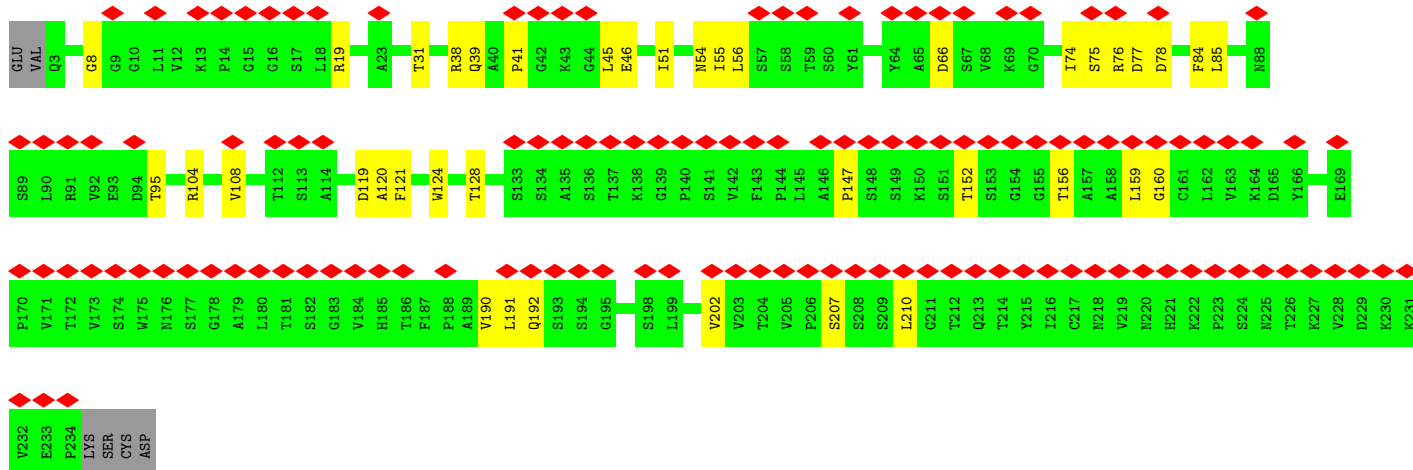 GLU VAL Q3 G8 G9 G10 L11 V12 K13 P14 G15 G16 S17 L18 R19 A23 T31 R38 Q39 A40 P41 G42 K43 G44 L45 E46 I51 N54 I55 L56 S57 S58 T59 S60 Y61 Y64 A65 D66 S67 V68 K69 G70 I74 S75 R76 D77 D78 F84 L85 N88
S89 L90 R91 V92 E93 D94 T95 R104 V108 T112 S113 A114 D119 A120 F121 W124 T128 S133 S134 A135 S136 T137 K138 G139 P140 S141 V142 F143 P144 L145 A146 P147 S148 S149 K150 S151 T152 S153 G154 G155 T156 A157 A158 L159 G160 C161 L162 V163 K164 D165 Y166 E169
P170 V171 T172 V173 S174 W175 N176 S177 G178 A179 L180 T181 S182 G183 V184 H185 T186 F187 P188 A189 V190 L191 Q192 S193 S194 G195 S198 L199 V202 V203 T204 V205 P206 S207 S208 S209 L210 G211 T212 Q213 T214 Y215 I216 C217 N218 V219 N220 H221 K222 P223 S224 N225 T226 K227 V228 D229 K230 K231
V232 E233 P234 LYS SER CYS ASP